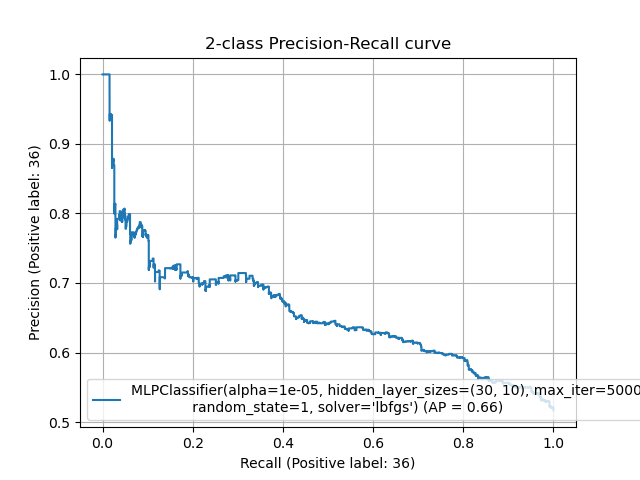 2-class Precision-Recall curve
1.0
0.9
0.8
0.7
0.6
0.5
Precision (Positive label: 36)
MLPClassifier(alpha=1e-05, hidden_layer_sizes=(30, 10), max_iter=5000
random_state=1, solver='lbfgs') (AP = 0.66)
0.0 0.2 0.4 0.6 0.8 1.0
Recall (Positive label: 36)